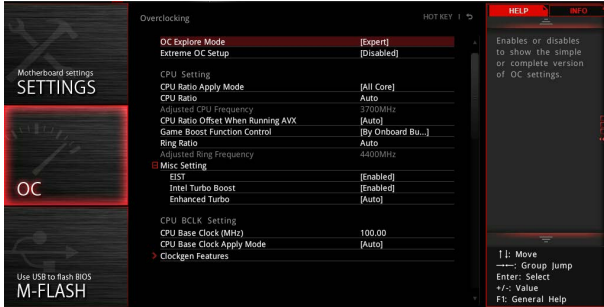 Overclocking
HOT KEY |
HELP
INFO
Motherboard settings
SETTINGS
OC
Use USB to flash BIOS
M-FLASH
OC Explore Mode [Expert]
Extreme OC Setup [Disabled]
CPU Setting
CPU Ratio Apply Mode [All Core]
CPU Ratio Auto
Adjusted CPU Frequency 3700MHz
CPU Ratio Offset When Running AVX [Auto]
Game Boost Function Control [By Onboard Bu...]
Ring Ratio Auto
Adjusted Ring Frequency 4400MHz
Misc Setting
EIST [Enabled]
Intel Turbo Boost [Enabled]
Enhanced Turbo [Auto]
CPU BCLK Setting
CPU Base Clock (MHz) 100.00
CPU Base Clock Apply Mode [Auto]
Clockgen Features
Enables or disables
to show the simple
or complete version
of OC settings.
↑↓: Move
→←: Group Jump
Enter: Select
+/-: Value
F1: General Help